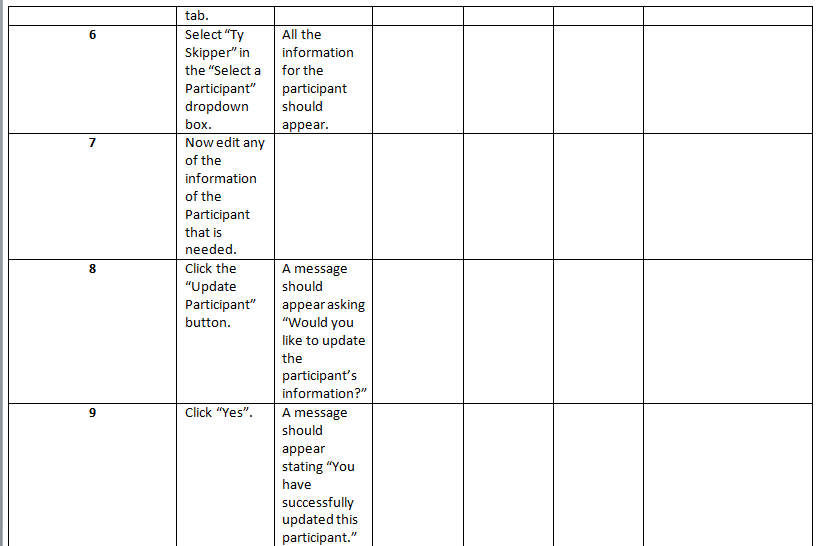 tab.
6
Select “Ty
Skipper” in
the “Select a
Participant”
dropdown
box.
All the
information
for the
participant
should
appear.
7
Now edit any
of the
information
of the
Participant
that is
needed.
8
Click the
“Update
Participant”
button.
A message
should
appear asking
“Would you
like to update
the
participant’s
information?”
9
Click “Yes”.
A message
should
appear
stating “You
have
successfully
updated this
participant.”